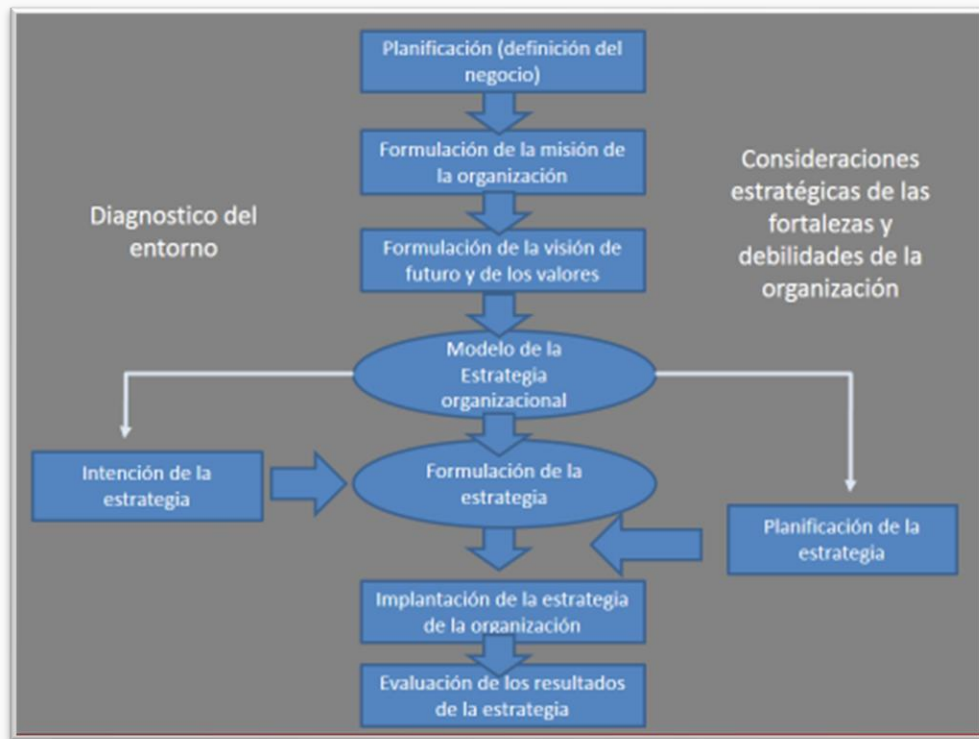 Planificación (definición del
negocio)
Formulación de la misión de
la organización
Consideraciones
estratégicas de las
fortalezas y
debilidades de la
organización
Diagnostico del
entorno
Formulación de la visión de
futuro y de los valores
Modelo de la
Estrategia
organizacional
Intención de la
estrategia
Formulación de la
estrategia
Planificación de la
estrategia
Implantación de la estrategia
de la organización
Evaluación de los resultados
de la estrategia